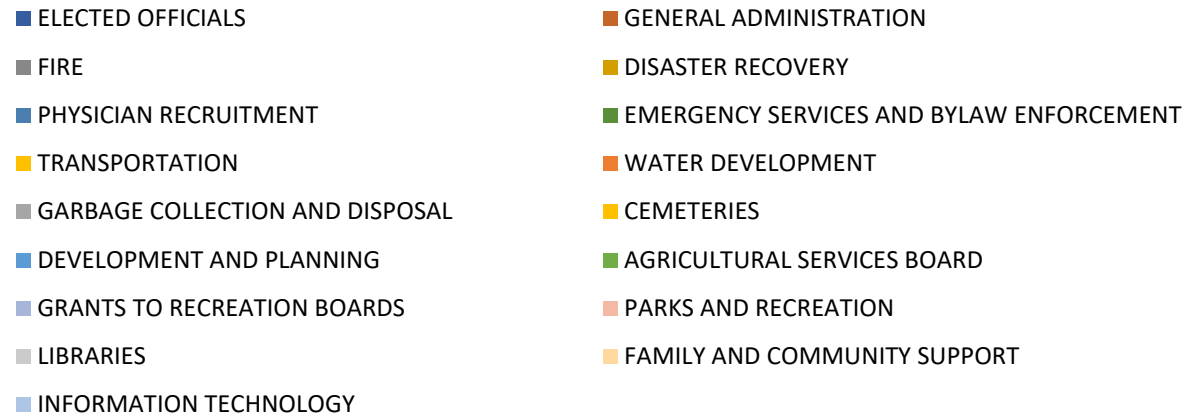 ELECTED OFFICIALS GENERAL ADMINISTRATION
FIRE DISASTER RECOVERY
PHYSICIAN RECRUITMENT EMERGENCY SERVICES AND BYLAW ENFORCEMENT
TRANSPORTATION WATER DEVELOPMENT
GARBAGE COLLECTION AND DISPOSAL CEMETERIES
DEVELOPMENT AND PLANNING AGRICULTURAL SERVICES BOARD
GRANTS TO RECREATION BOARDS PARKS AND RECREATION
LIBRARIES FAMILY AND COMMUNITY SUPPORT
INFORMATION TECHNOLOGY